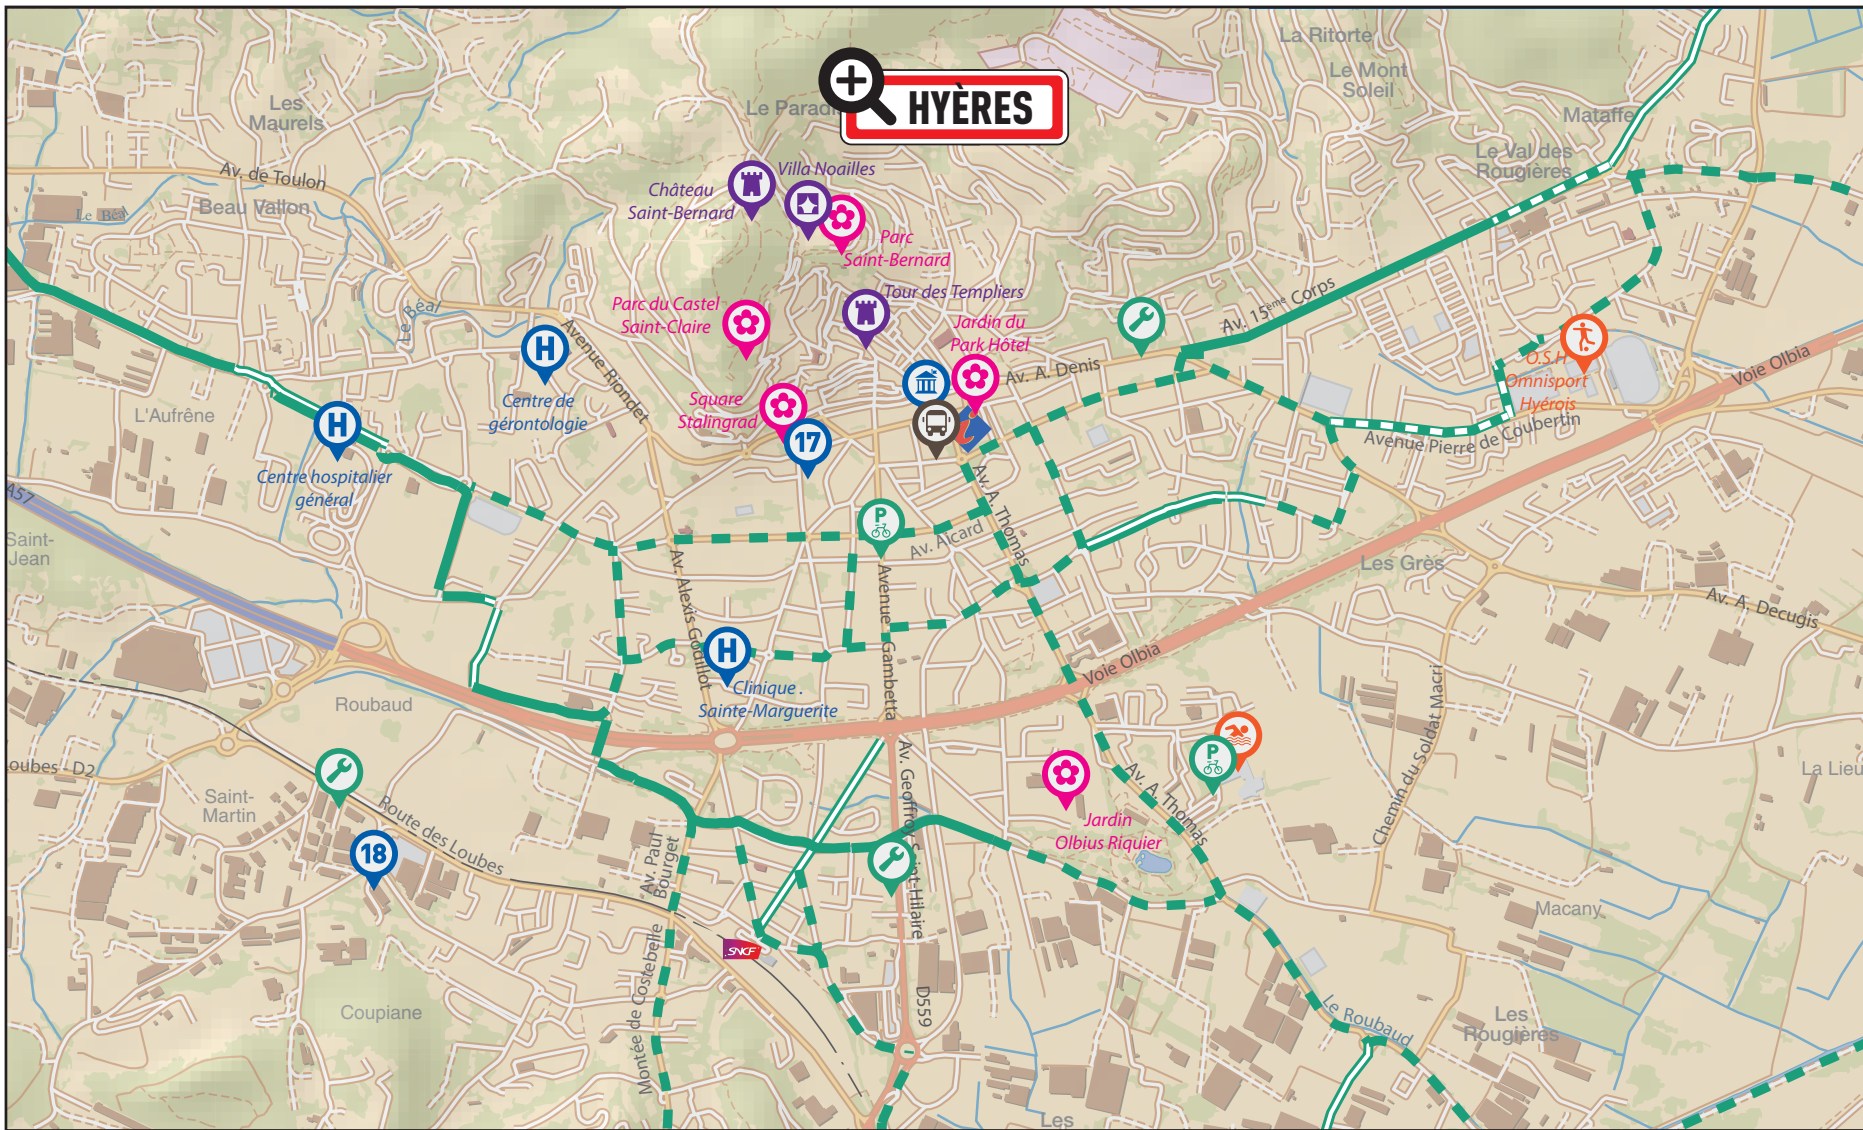 HYÈRES
La Ritorte
Le Mont
Soleil
Les
Maurels
Le Paradis
Mataffe
Le Val des
Rougières
Av. de Toulon
Villa Noailles
Château
Saint-Bernard
Beau Vallon
Le Béal
Parc
Saint-Bernard
Le Béal
Parc du Castel
Saint-Claire
Tour des Templiers
Av. 15ème Corps
Jardin du
Park Hôtel
Avenue Riondet
H
Av. A. Denis
O.S.H
Omnisport
Hyérois
Voie Olbia
Centre de
gérontologie
Square
Stalingrad
L'Aufrêne
H
17
i
Avenue Pierre de Coubertin
Centre hospitalier
général
A57
Av. A. Thomas
P
Av. Aicard
Saint-
Jean
Les Grès
Av. Alexis Godillot
Avenue Gambetta
Av. A. Decugis
H
Clinique .
Sainte-Marguerite
Voie Olbia
Roubaud
Chemin du Soldat Macri
Av. Geoffroy Saint-Hilaire
P
Av. A. Thomas
oubes - D2
La Lieu
Saint-
Martin
Route des Loubes
Jardin
Olbius Riquier
18
Av. Paul
Bourget
Macany
SNCF
Montée de Costebelle
D559
Coupiane
Le Roubaud
Les
Rougières
Les